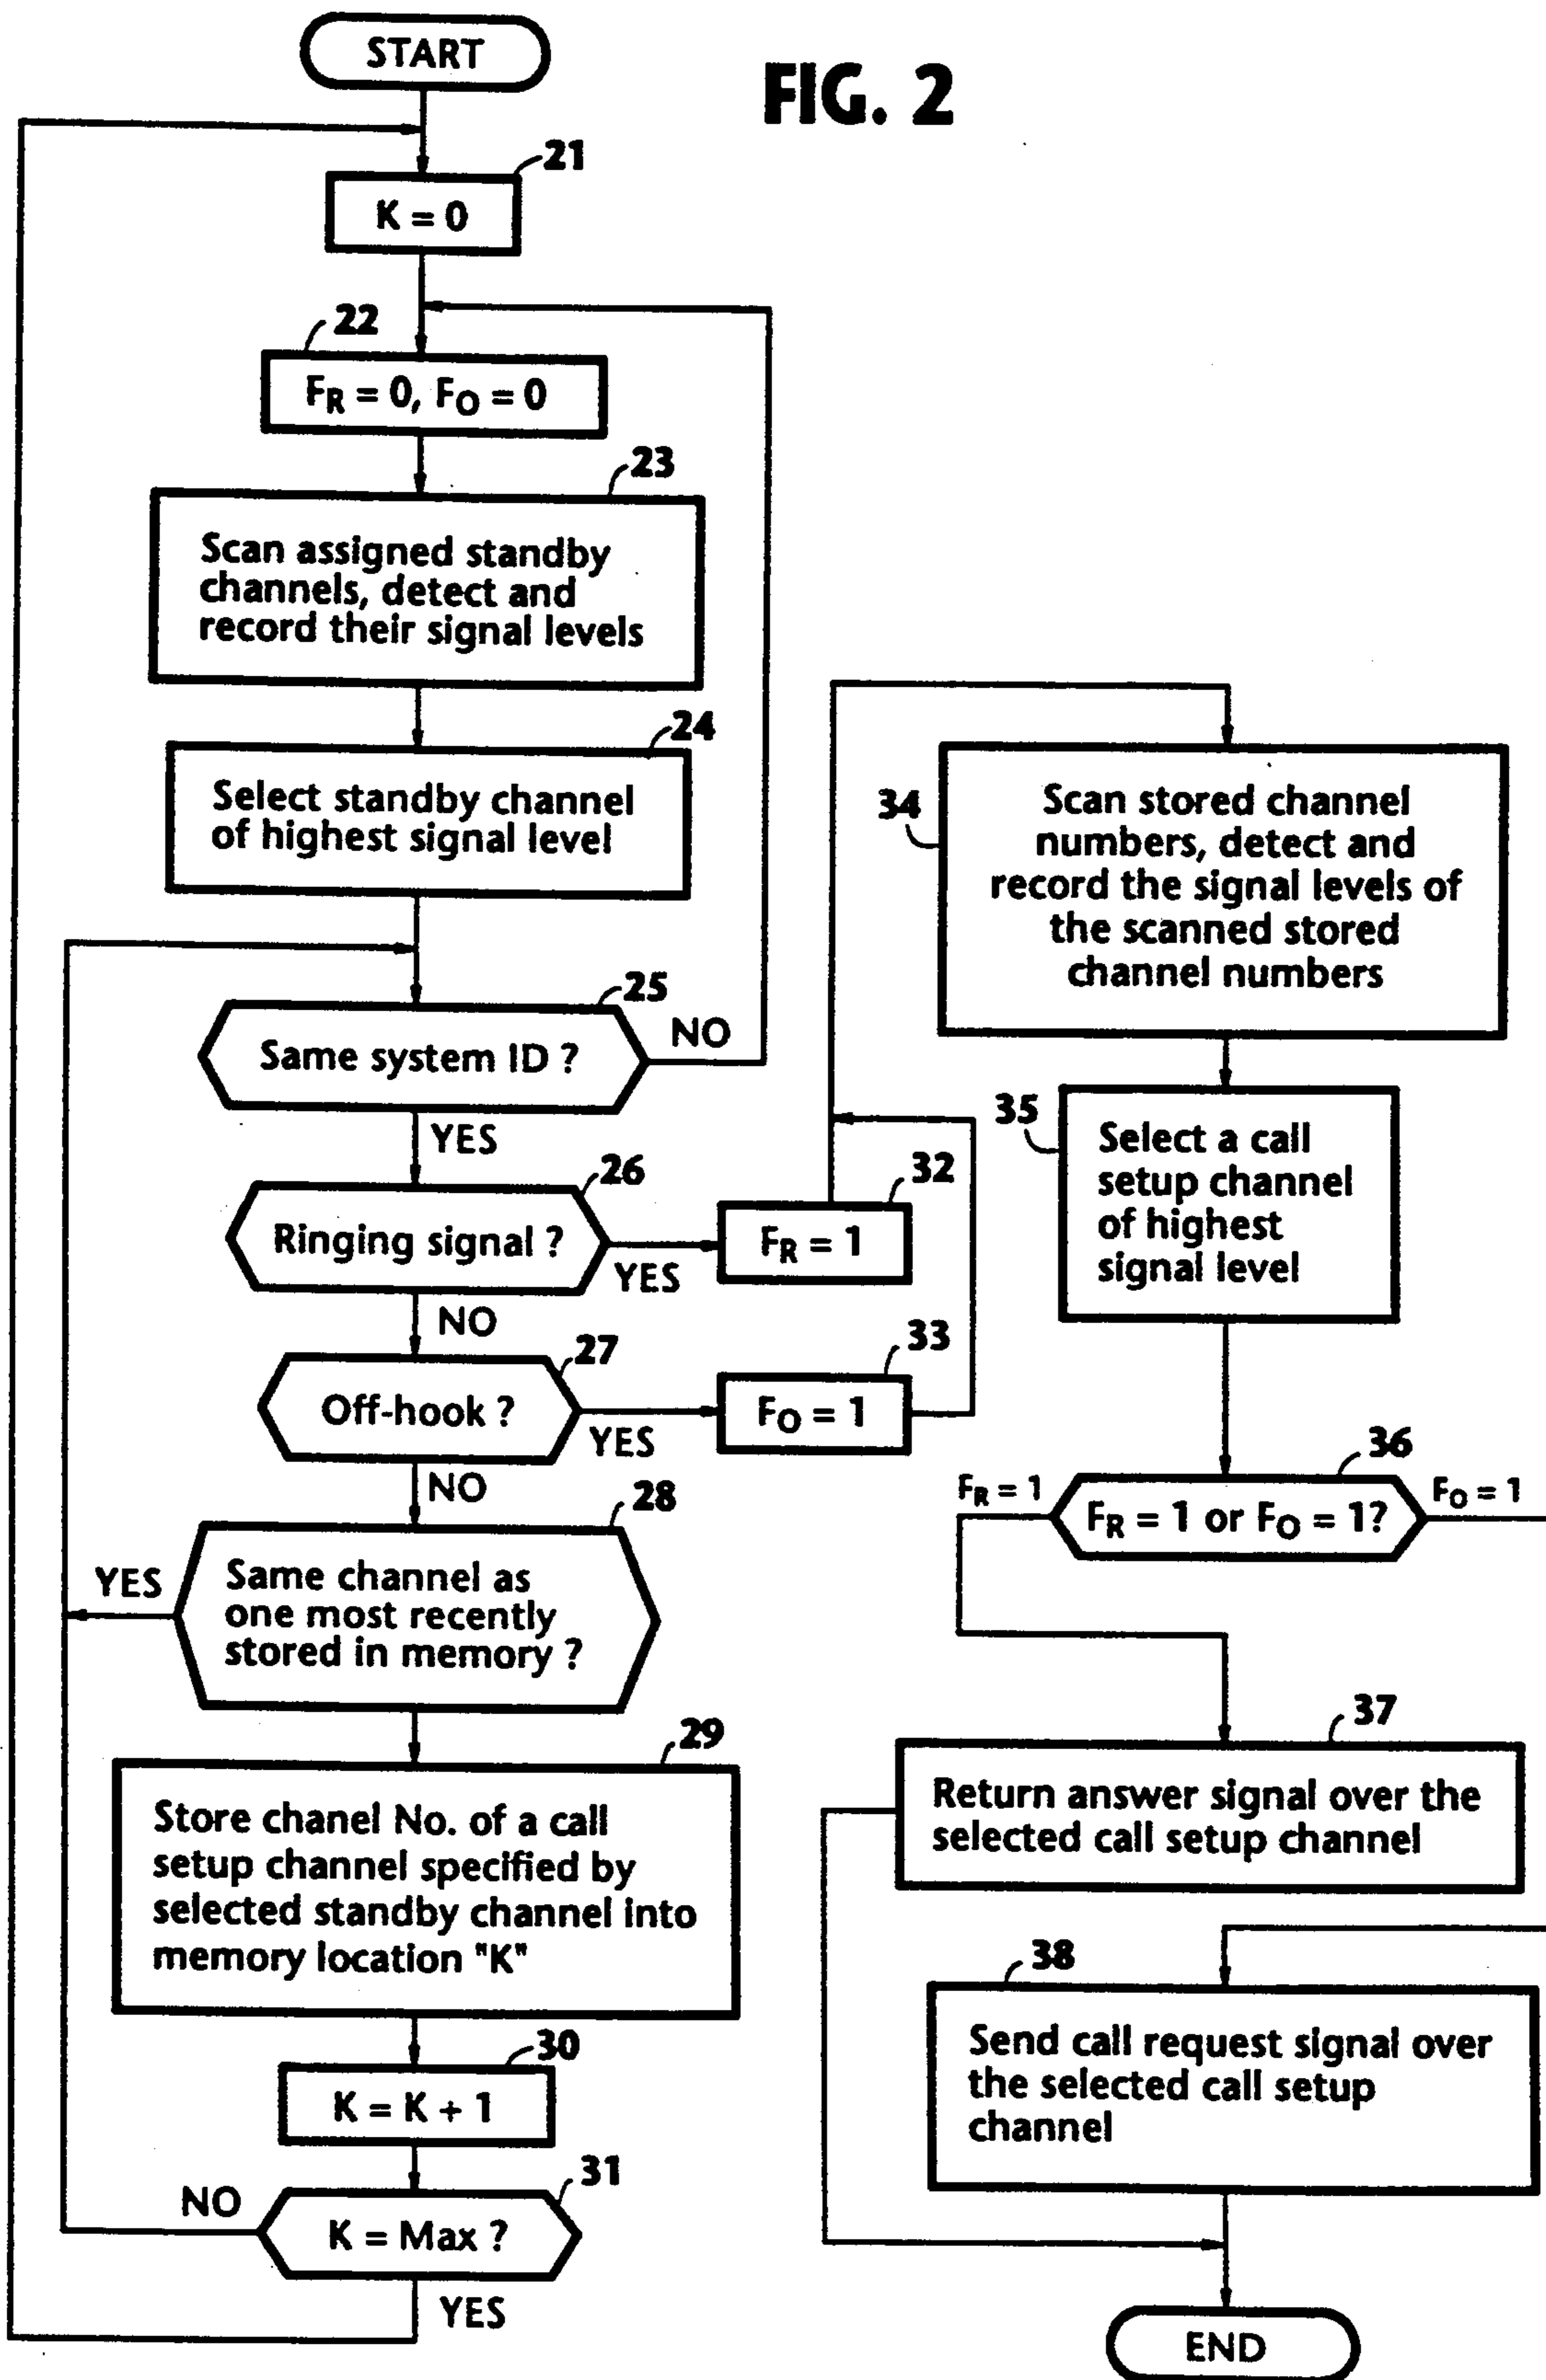 START
FIG. 2
21
K = 0
22
FR = 0, FO = 0
23
Scan assigned standby
channels, detect and
record their signal levels
24
Select standby channel
of highest signal level
25
Same system ID ?
NO
YES
26
Ringing signal ?
YES
NO
32
FR = 1
27
Off-hook ?
YES
NO
33
FO = 1
28
Same channel as
one most recently
stored in memory ?
YES
29
Store chanel No. of a call
setup channel specified by
selected standby channel into
memory location "K"
30
K = K + 1
31
K = Max ?
NO
YES
34
Scan stored channel
numbers, detect and
record the signal levels of
the scanned stored
channel numbers
35
Select a call
setup channel
of highest
signal level
36
FR = 1
FR = 1 or FO = 1?
FO = 1
37
Return answer signal over the
selected call setup channel
38
Send call request signal over
the selected call setup
channel
END